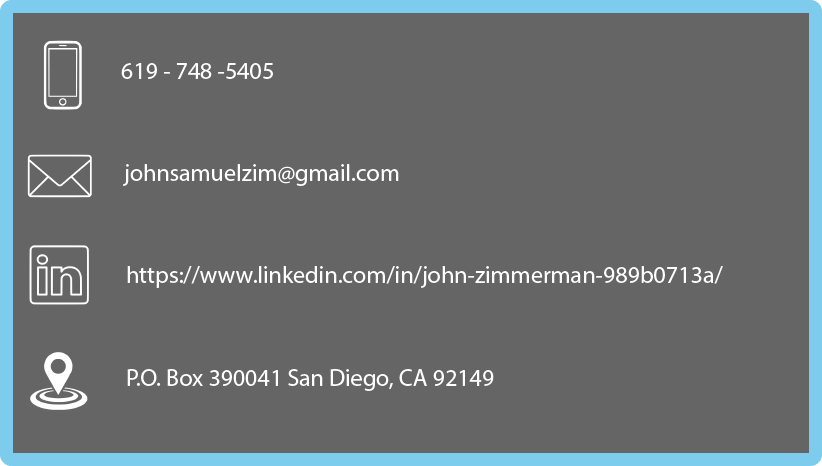 619 - 748 -5405
johnsamuelzim@gmail.com
in https://www.linkedin.com/in/john-zimmerman-989b0713a/
P.O. Box 390041 San Diego, CA 92149